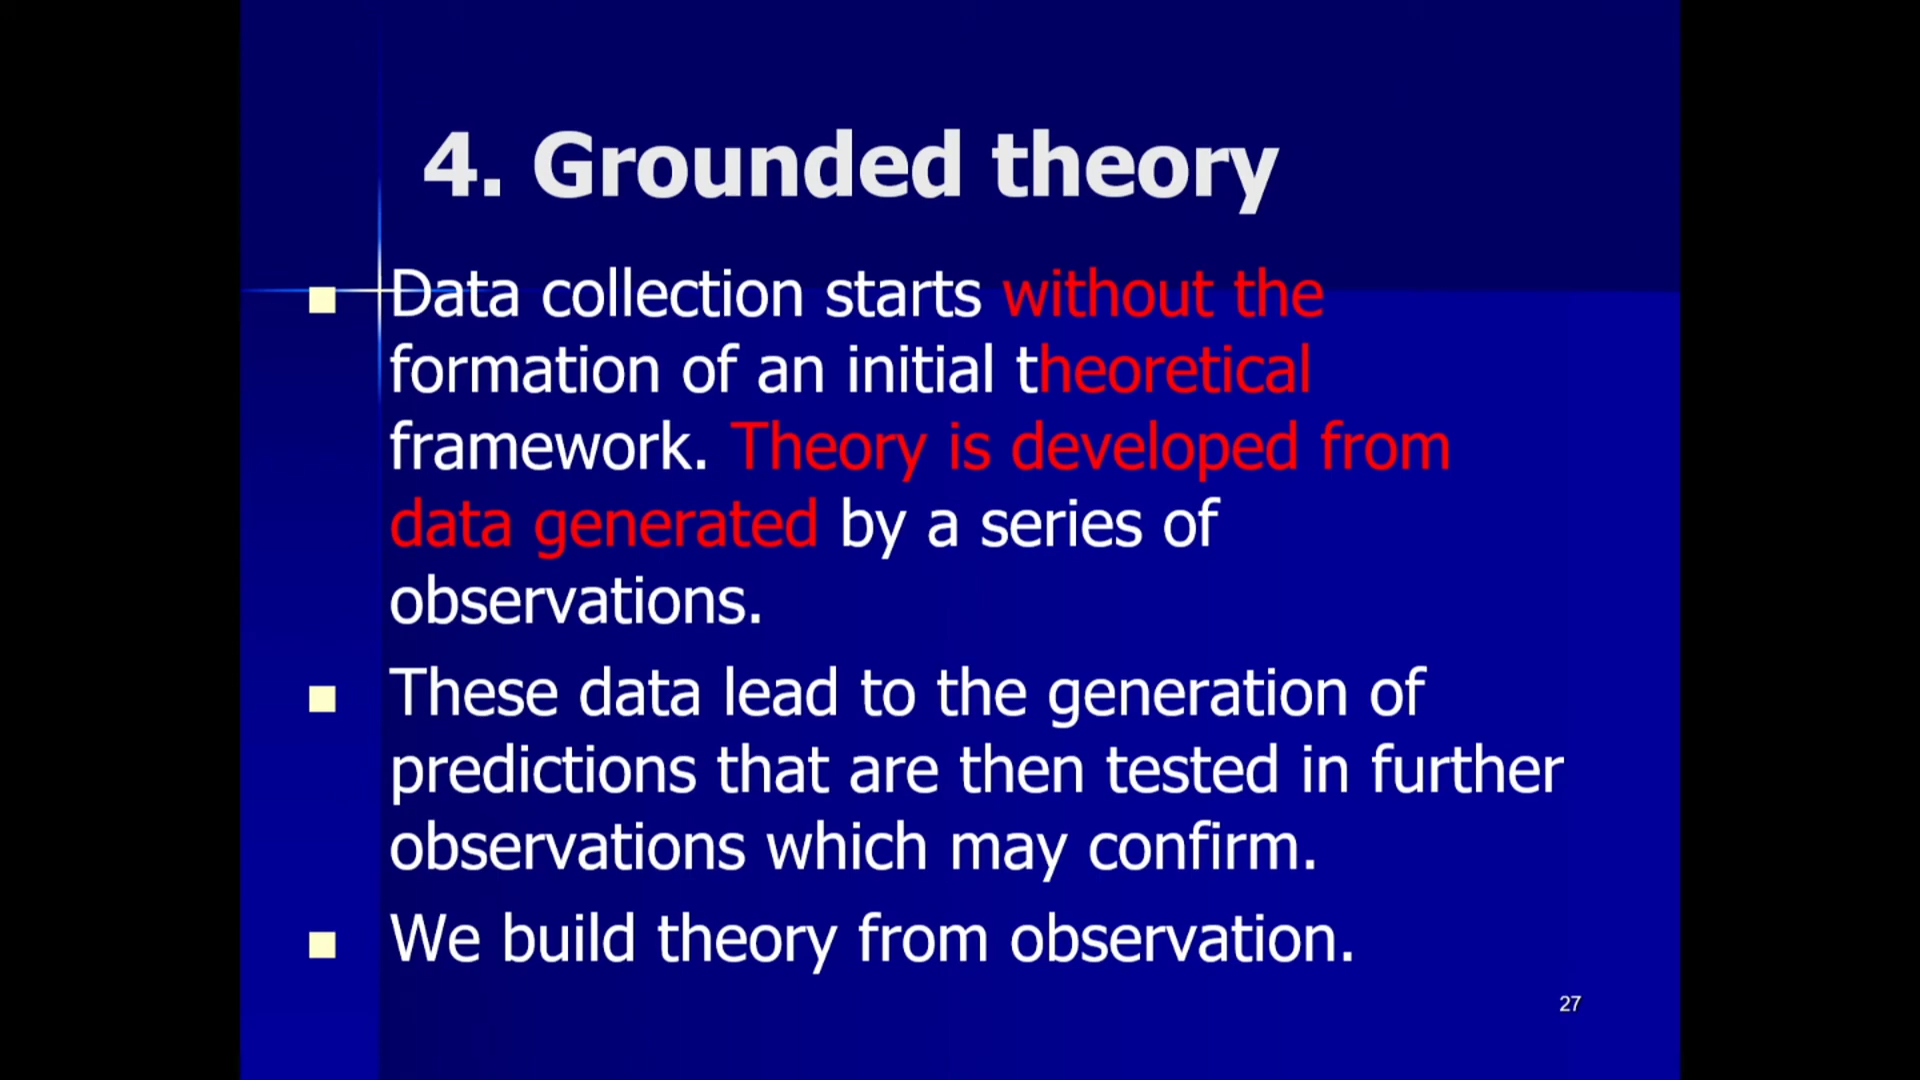 4. Grounded theory
Data collection starts without the
formation of an initial theoretical
framework. Theory is developed from
data generated by a series of
observations.
These data lead to the generation of
predictions that are then tested in further
observations which may confirm.
We build theory from observation.
27